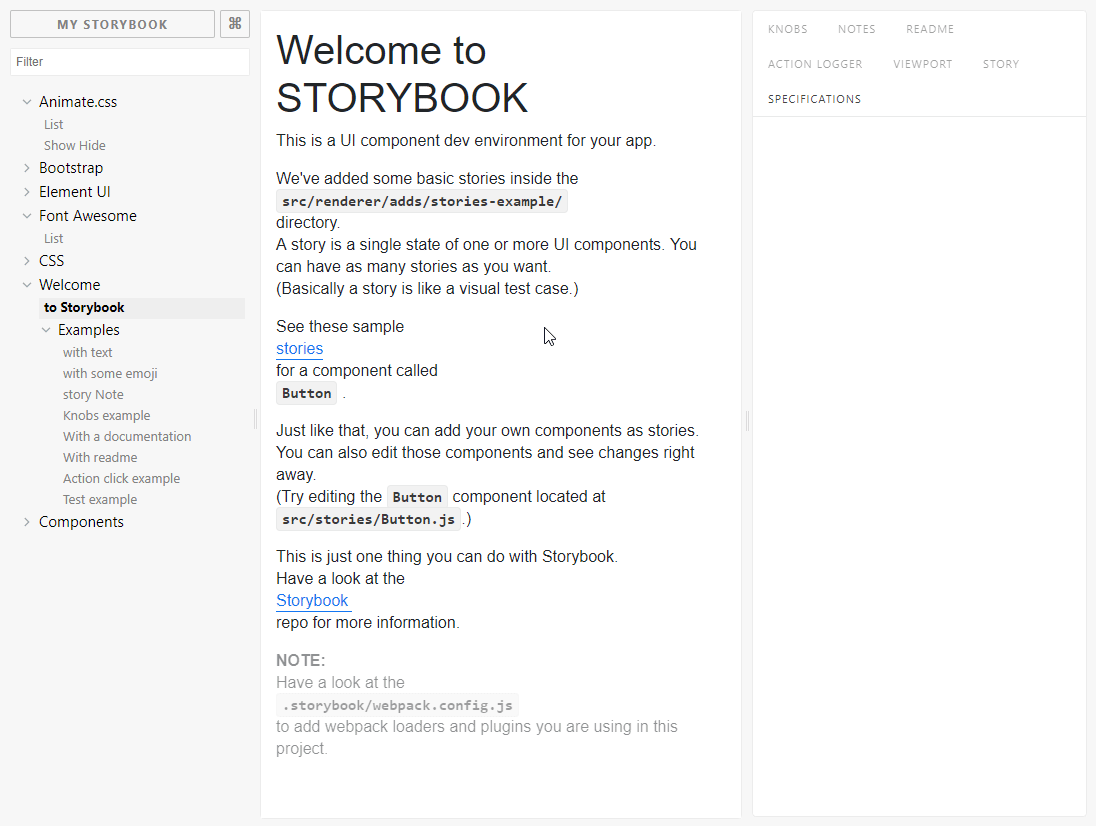 MY STORYBOOK
⌘
Filter
Animate.css
List
Show Hide
Bootstrap
Element UI
Font Awesome
List
CSS
Welcome
to Storybook
Examples
with text
with some emoji
story Note
Knobs example
With a documentation
With readme
Action click example
Test example
Components
Welcome to
STORYBOOK
This is a UI component dev environment for your app.
We've added some basic stories inside the
src/renderer/adds/stories-example/
directory.
A story is a single state of one or more UI components. You
can have as many stories as you want.
(Basically a story is like a visual test case.)
See these sample
stories
for a component called
Button .
Just like that, you can add your own components as stories.
You can also edit those components and see changes right
away.
(Try editing the Button component located at
src/stories/Button.js.)
This is just one thing you can do with Storybook.
Have a look at the
Storybook
repo for more information.
NOTE:
Have a look at the
.storybook/webpack.config.js
to add webpack loaders and plugins you are using in this
project.
KNOBS NOTES README
ACTION LOGGER VIEWPORT STORY
SPECIFICATIONS